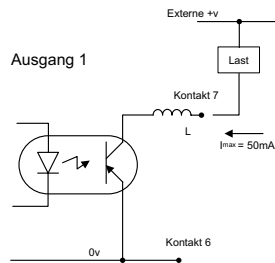 Externe +v
Last
Ausgang 1
Kontakt 7
L
Imax = 50mA
0v
Kontakt 6